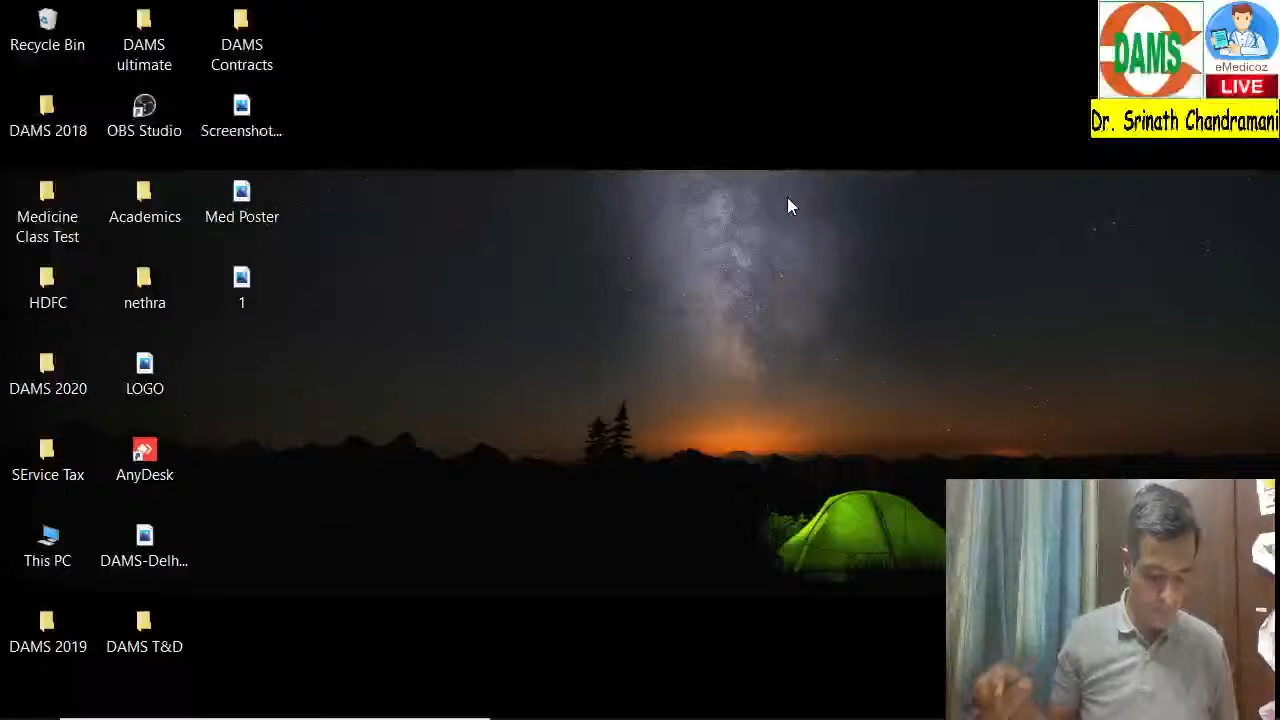 Recycle Bin
DAMS
ultimate
DAMS
Contracts
DAMS 2018
OBS Studio
Screenshot...
Medicine
Class Test
Academics
Med Poster
HDFC
nethra
1
DAMS 2020
LOGO
SErvice Tax
AnyDesk
This PC
DAMS-Delh...
DAMS 2019
DAMS T&D
DAMS
eMedicoz
LIVE
Dr. Srinath Chandramani